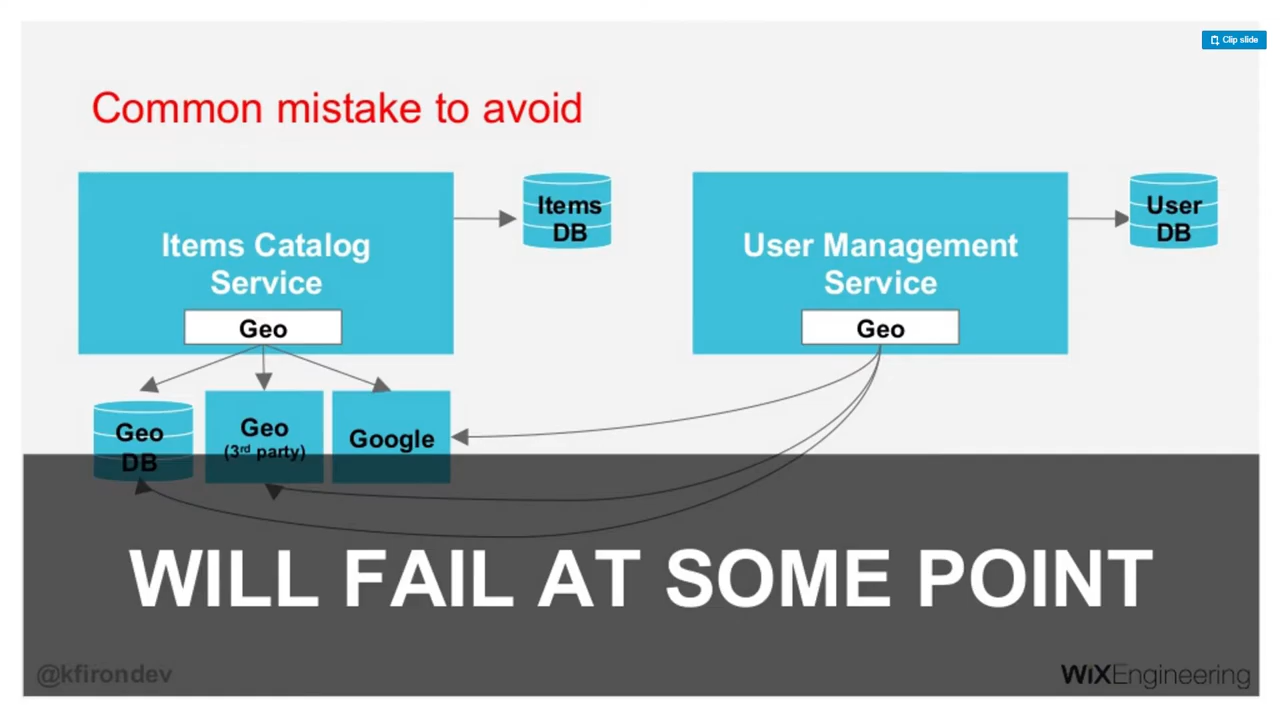 Clip slide
Common mistake to avoid
Items Catalog
Service
Geo
Items
DB
User Management
Service
Geo
User
DB
Geo
DB
Geo
(3rd party)
Google
WILL FAIL AT SOME POINT
@kfirondev
WiXEngineering